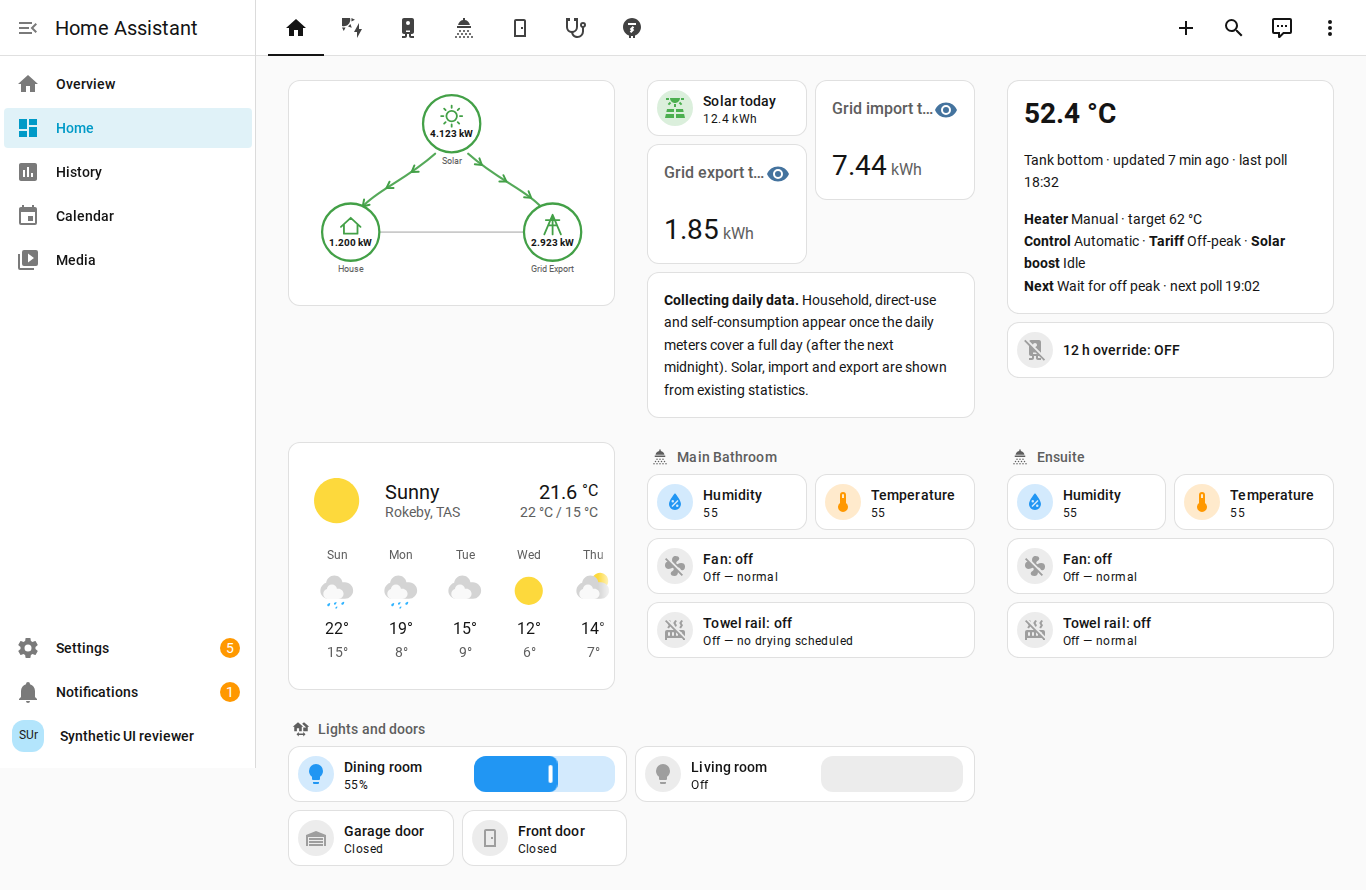 Home Assistant
Overview
Home
History
Calendar
Media
Settings
5
Notifications
1
SUr
Synthetic UI reviewer
4.123 kW
Solar
1.200 kW
House
2.923 kW
Grid Export
Solar today
12.4 kWh
Grid import t...
7.44 kWh
Grid export t...
1.85 kWh
Collecting daily data. Household, direct-use
and self-consumption appear once the daily
meters cover a full day (after the next
midnight). Solar, import and export are shown
from existing statistics.
52.4 °C
Tank bottom · updated 7 min ago · last poll
18:32
Heater Manual · target 62 °C
Control Automatic · Tariff Off-peak · Solar
boost Idle
Next Wait for off peak · next poll 19:02
12 h override: OFF
Sunny
Rokeby, TAS
21.6 °C
22 °C / 15 °C
Sun Mon Tue Wed Thu
22° 19° 15° 12° 14°
15° 8° 9° 6° 7°
Main Bathroom
Humidity
55
Temperature
55
Fan: off
Off — normal
Towel rail: off
Off — no drying scheduled
Ensuite
Humidity
55
Temperature
55
Fan: off
Off — normal
Towel rail: off
Off — normal
Lights and doors
Dining room
55%
Living room
Off
Garage door
Closed
Front door
Closed